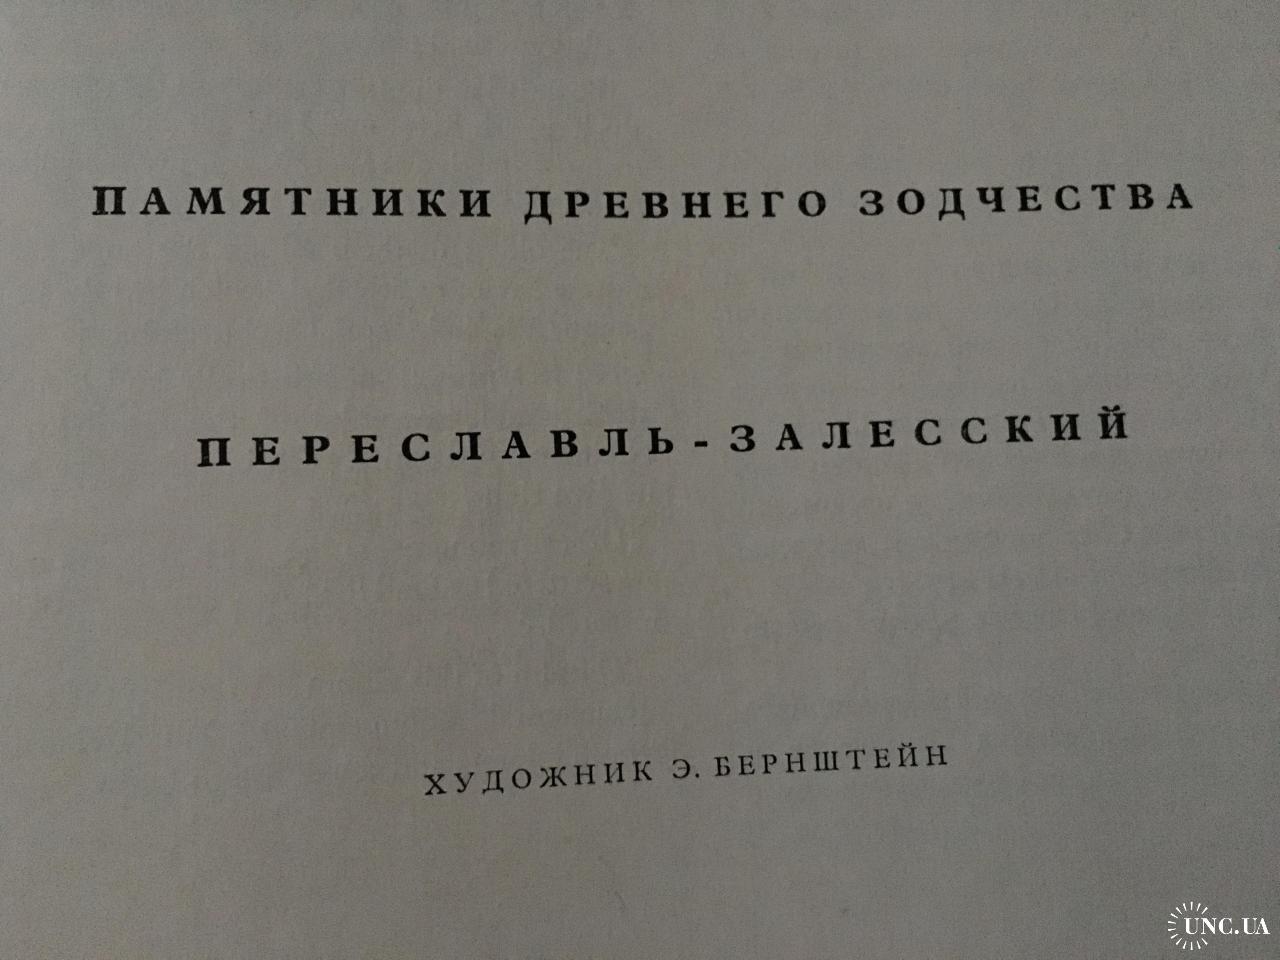 ПАМЯТНИКИ ДРЕВНЕГО ЗОДЧЕСТВА
ПЕРЕСЛАВЛЬ-ЗАЛЕССКИЙ
ХУДОЖНИК Э. БЕРНШТЕЙН
UNC.UA